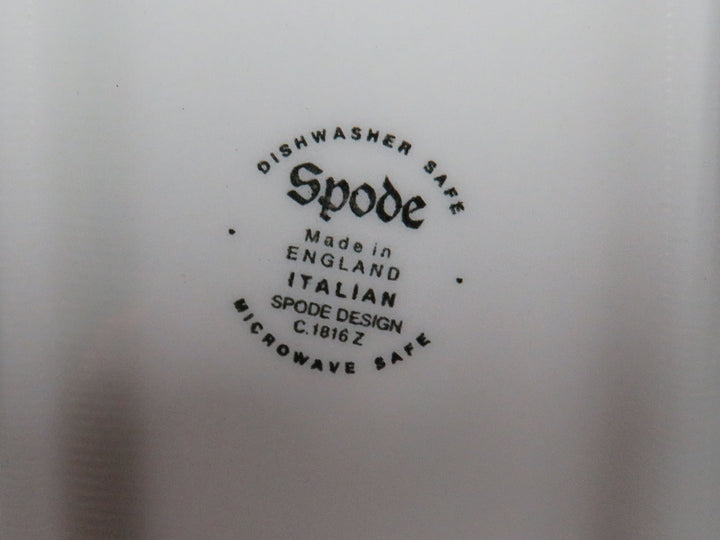 DISHWASHER SAFE
Spode
Made in
ENGLAND
ITALIAN
SPODE DESIGN
C.1816 Z
MICROWAVE SAFE